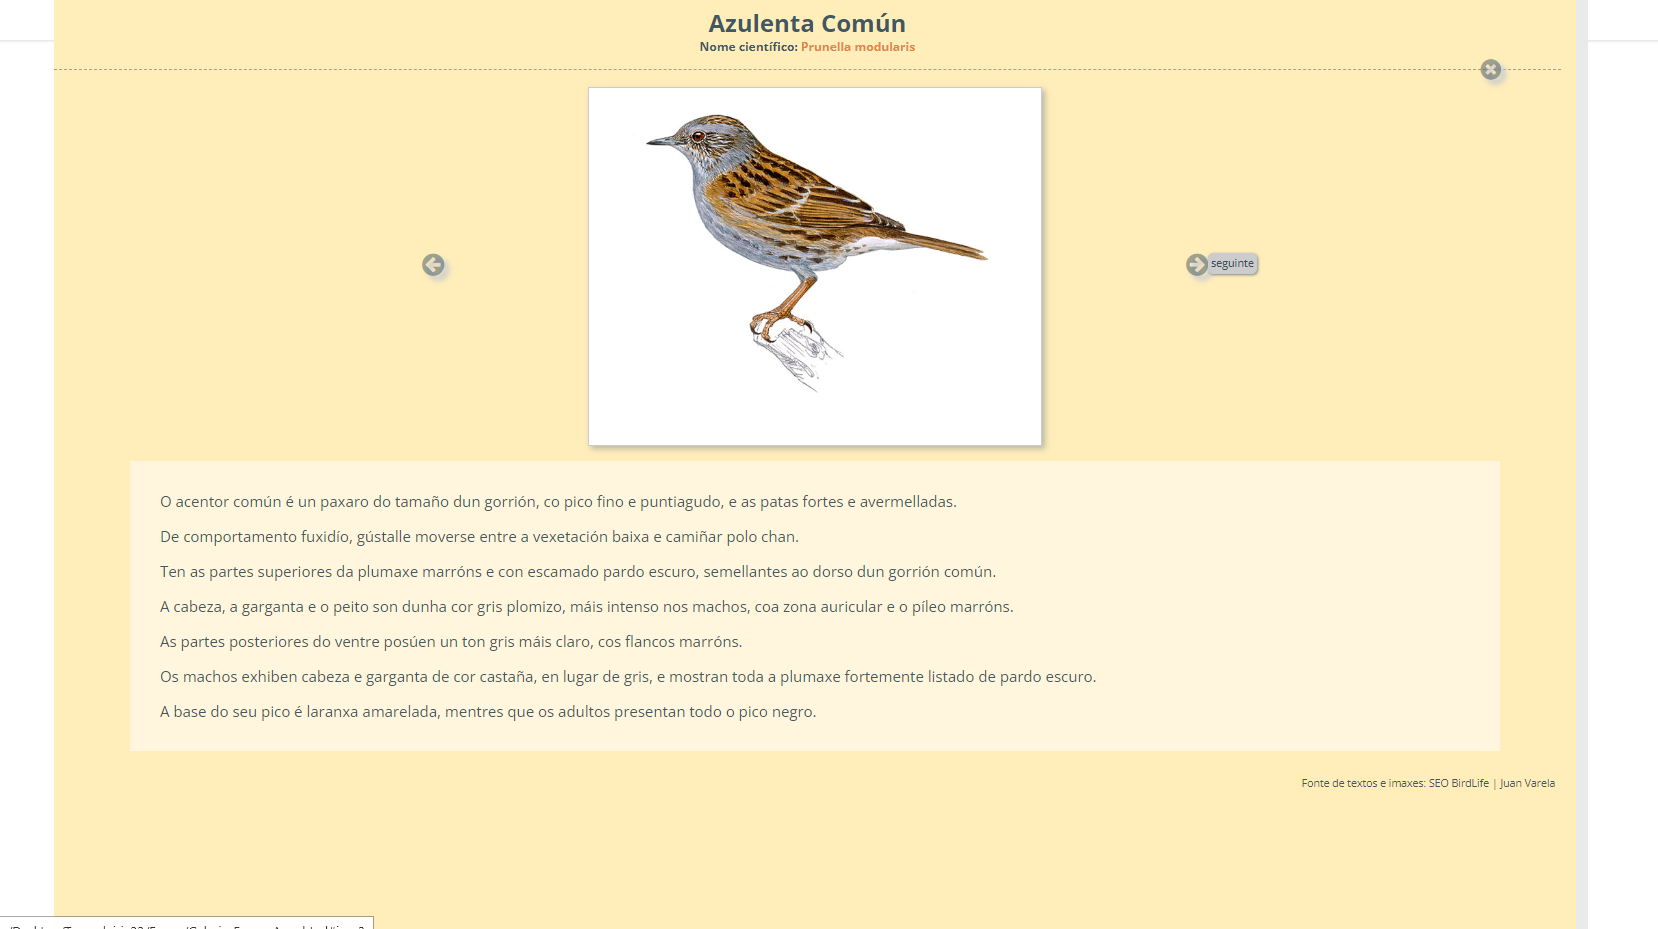 Azulenta Común
Nome científico: Prunella modularis
seguinte
O acentor común é un paxaro do tamaño dun gorrión, co pico fino e puntiagudo, e as patas fortes e avermelladas.
De comportamento fuxidío, gústalle moverse entre a vexetación baixa e camiñar polo chan.
Ten as partes superiores da plumaxe marróns e con escamado pardo escuro, semellantes ao dorso dun gorrión común.
A cabeza, a garganta e o peito son dunha cor gris plomizo, máis intenso nos machos, coa zona auricular e o píleo marróns.
As partes posteriores do ventre posúen un ton gris máis claro, cos flancos marróns.
Os machos exhiben cabeza e garganta de cor castaña, en lugar de gris, e mostran toda a plumaxe fortemente listado de pardo escuro.
A base do seu pico é laranxa amarelada, mentres que os adultos presentan todo o pico negro.
Fonte de textos e imaxes: SEO BirdLife | Juan Varela